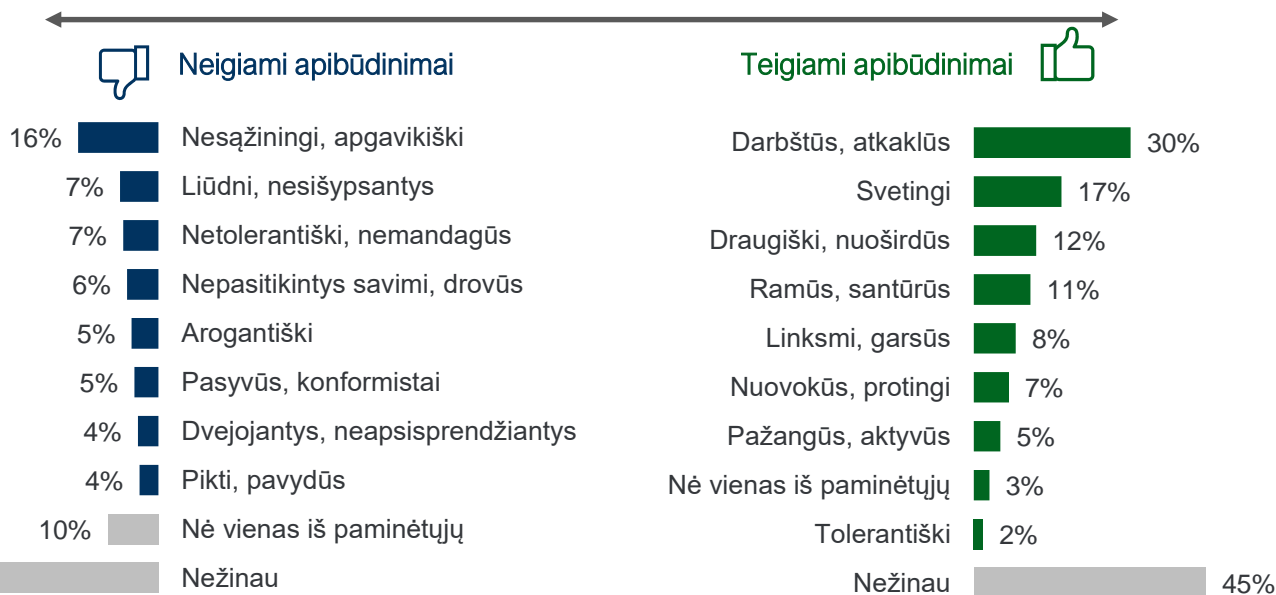 Neigiami apibūdinimai
16% Nesąžiningi, apgavikiški
7% Liūdni, nesišypsantys
7% Netolerantiški, nemandagūs
6% Nepasitikintys savimi, drovūs
5% Arogantiški
5% Pasyvūs, konformistai
4% Dvejojantys, neapsisprendžiantys
4% Pikti, pavydūs
10% Nė vienas iš paminėtųjų
Nežinau
Teigiami apibūdinimai
Darbštūs, atkaklūs 30%
Svetingi 17%
Draugiški, nuoširdūs 12%
Ramūs, santūrūs 11%
Linksmi, garsūs 8%
Nuovokūs, protingi 7%
Pažangūs, aktyvūs 5%
Nė vienas iš paminėtųjų 3%
Tolerantiški 2%
Nežinau 45%